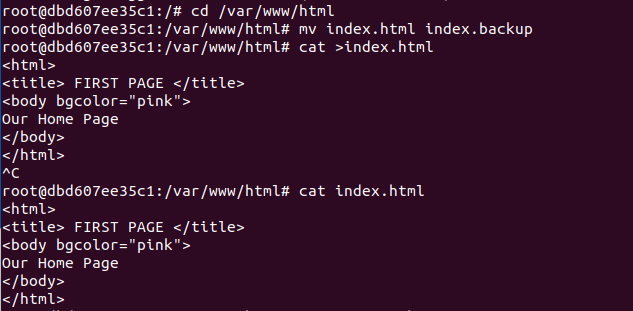 root@dbd607ee35c1:/# cd /var/www/html
root@dbd607ee35c1:/var/www/html# mv index.html index.backup
root@dbd607ee35c1:/var/www/html# cat >index.html
<html>
<title> FIRST PAGE </title>
<body bgcolor="pink">
Our Home Page
</body>
</html>
^C
root@dbd607ee35c1:/var/www/html# cat index.html
<html>
<title> FIRST PAGE </title>
<body bgcolor="pink">
Our Home Page
</body>
</html>